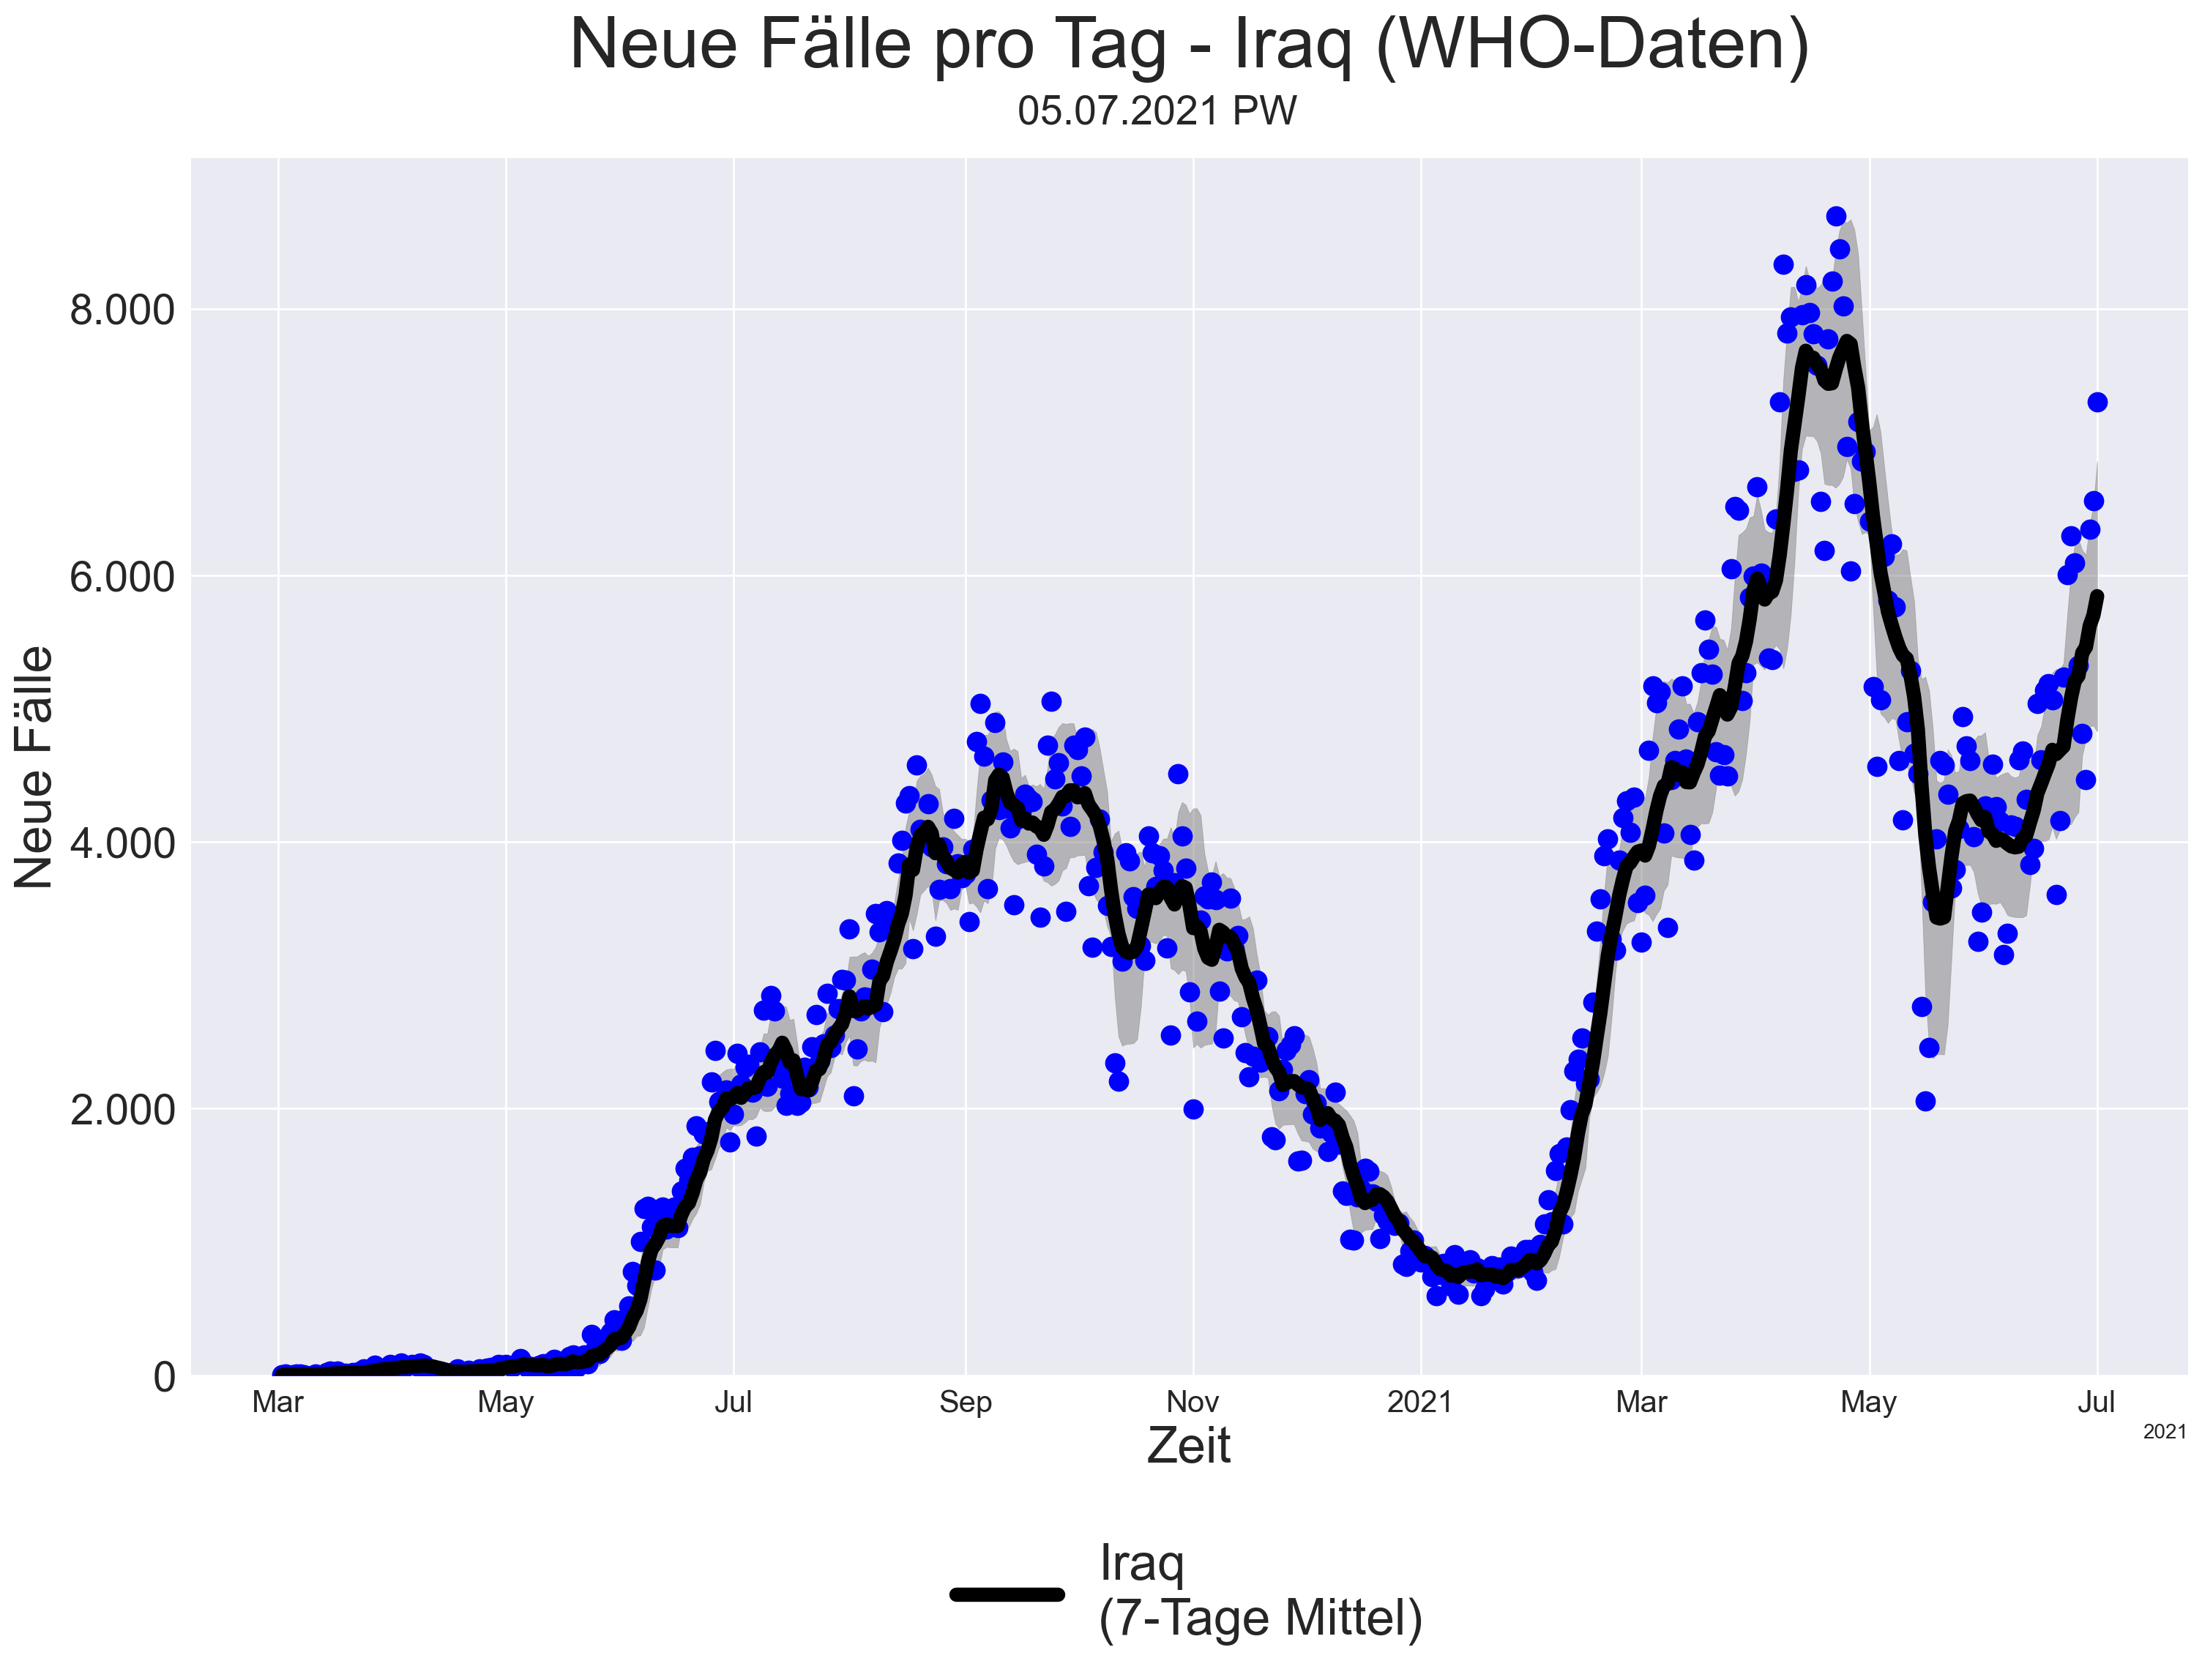 Neue Fälle pro Tag - Iraq (WHO-Daten)
05.07.2021 PW
Neue Fälle
8.000
6.000
4.000
2.000
0
Mar May Jul Sep Nov 2021 Mar May Jul
2021
Zeit
Iraq
(7-Tage Mittel)